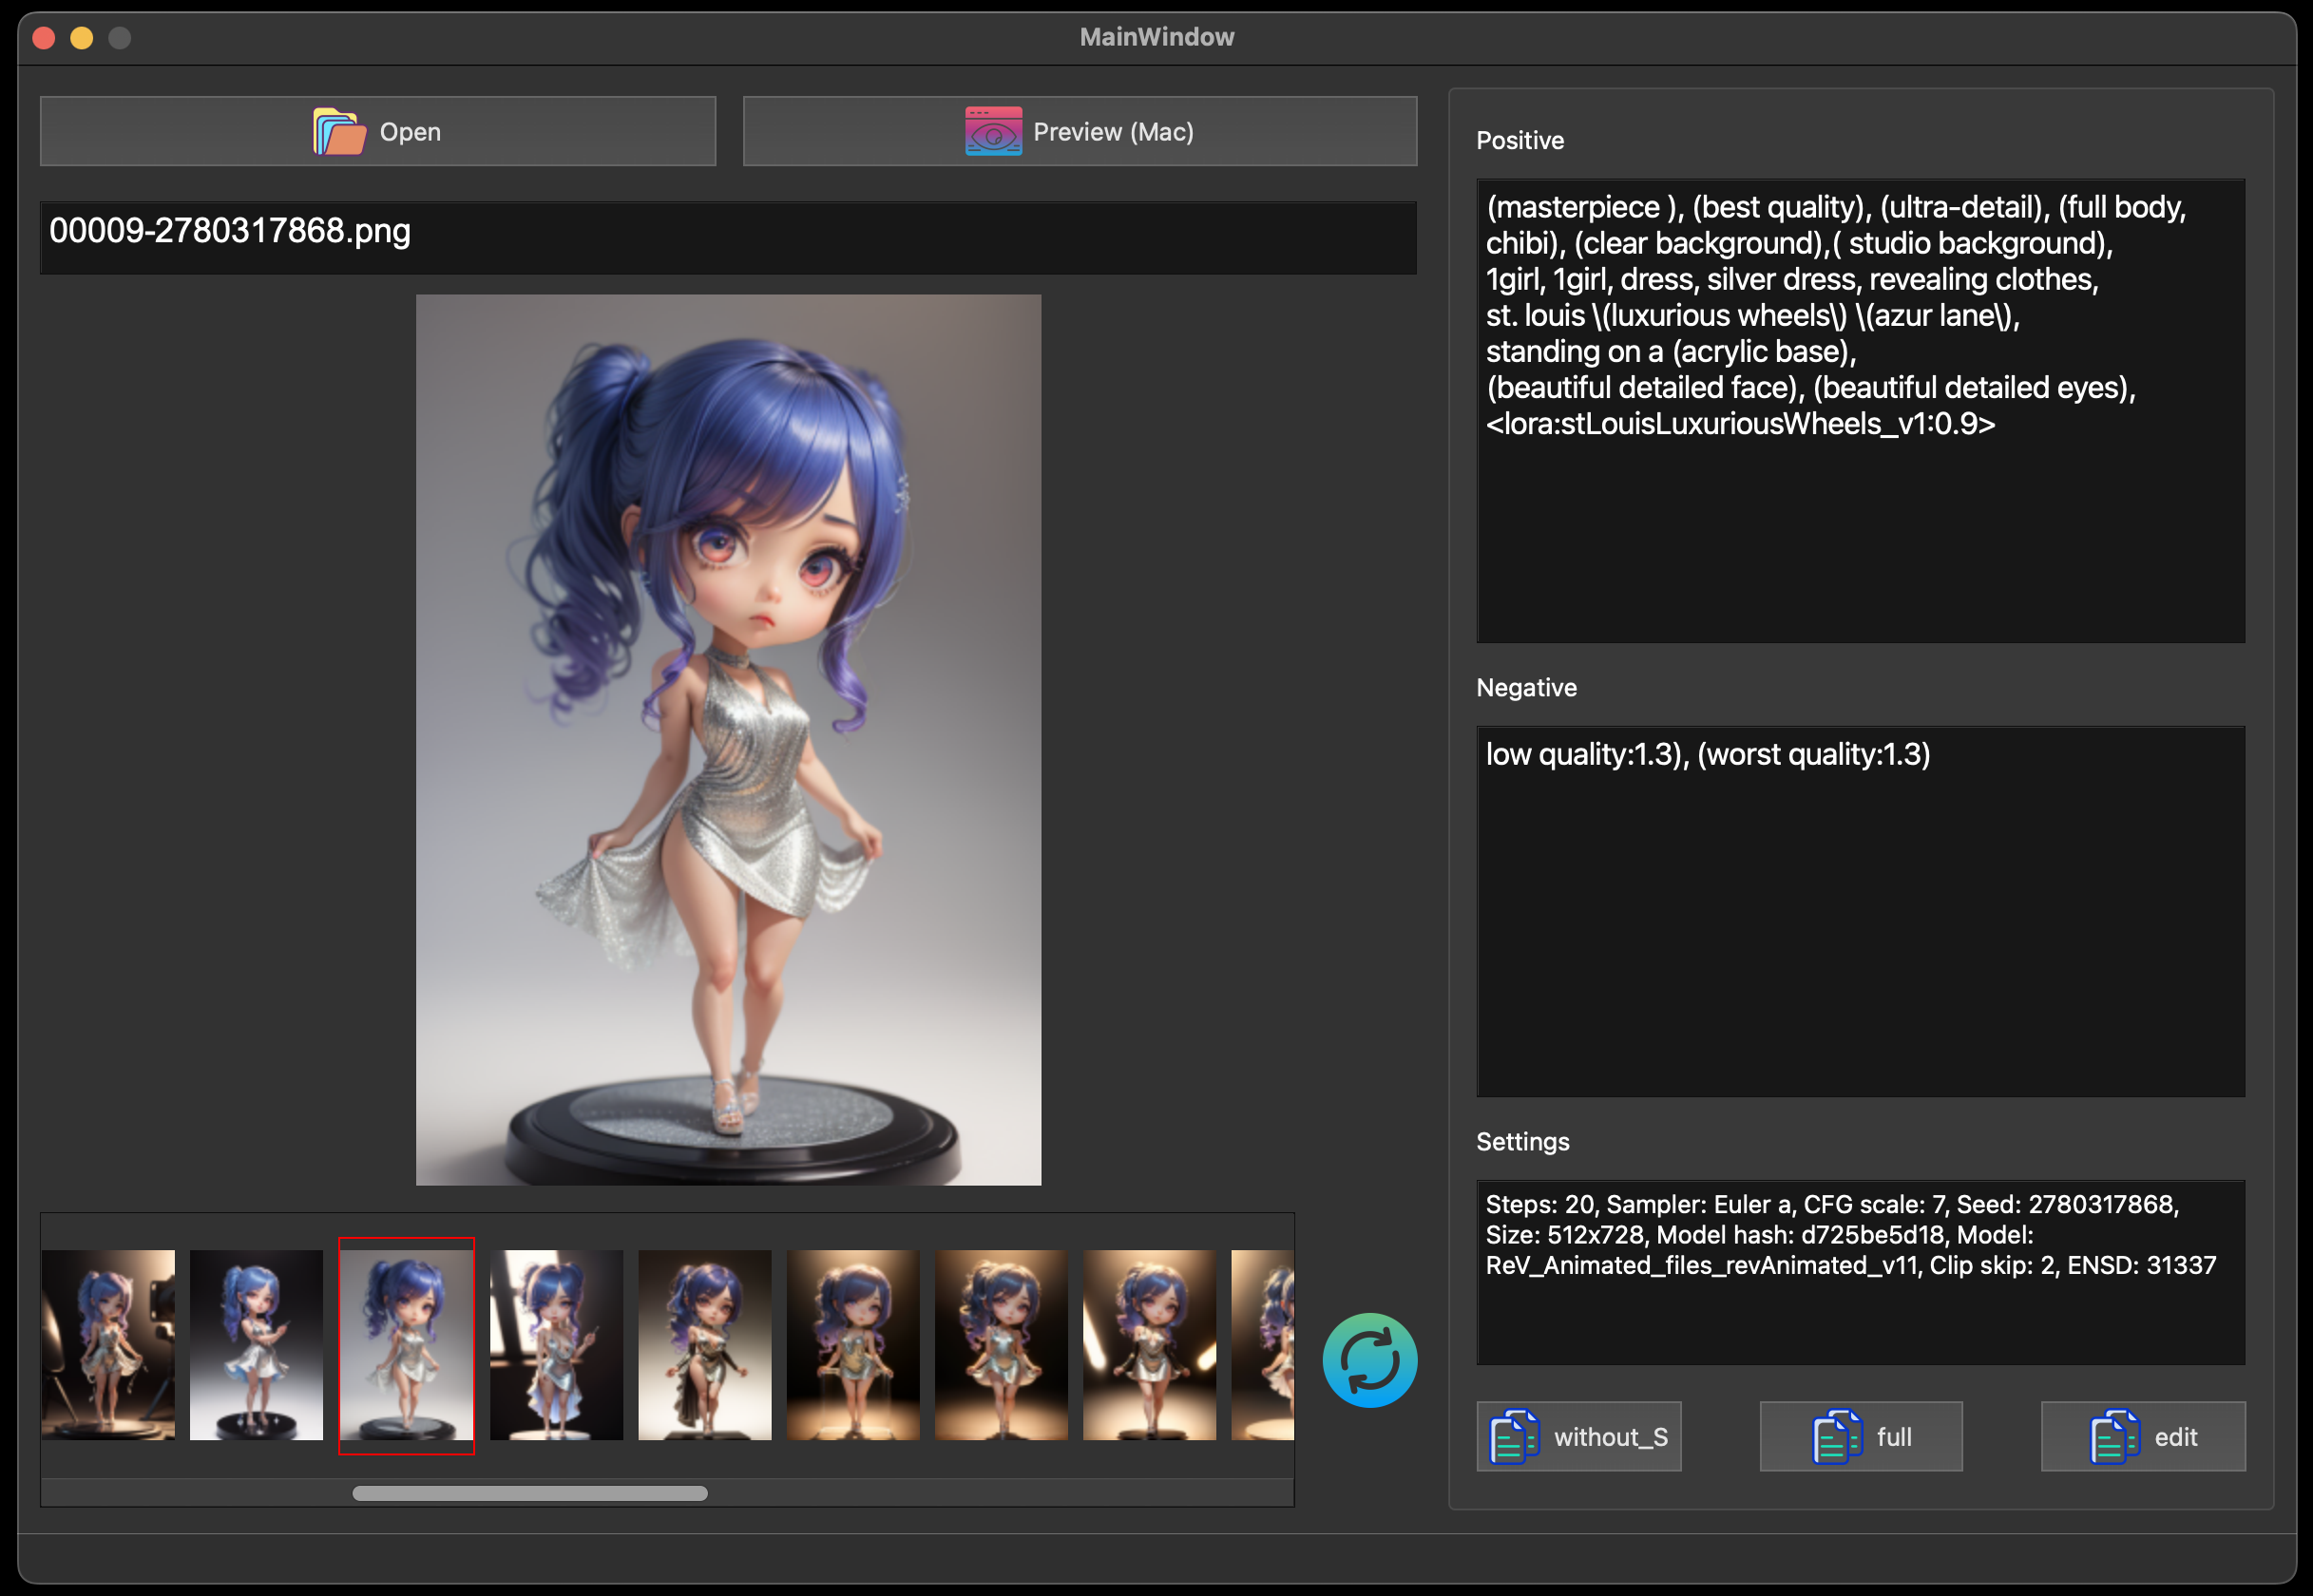 MainWindow
Open
Preview (Mac)
00009-2780317868.png
Positive
(masterpiece ), (best quality), (ultra-detail), (full body,
chibi), (clear background),( studio background),
1girl, 1girl, dress, silver dress, revealing clothes,
st. louis \(luxurious wheels\) \(azur lane\),
standing on a (acrylic base),
(beautiful detailed face), (beautiful detailed eyes),
<lora:stLouisLuxuriousWheels_v1:0.9>
Negative
low quality:1.3), (worst quality:1.3)
Settings
Steps: 20, Sampler: Euler a, CFG scale: 7, Seed: 2780317868,
Size: 512x728, Model hash: d725be5d18, Model:
ReV_Animated_files_revAnimated_v11, Clip skip: 2, ENSD: 31337
without_S
full
edit